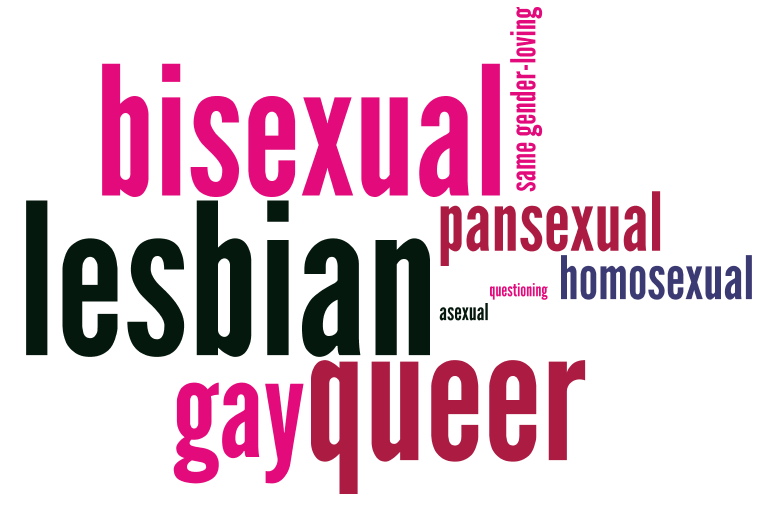 same gender-loving
bisexual
lesbian
pansexual
homosexual
questioning
asexual
gay
queer